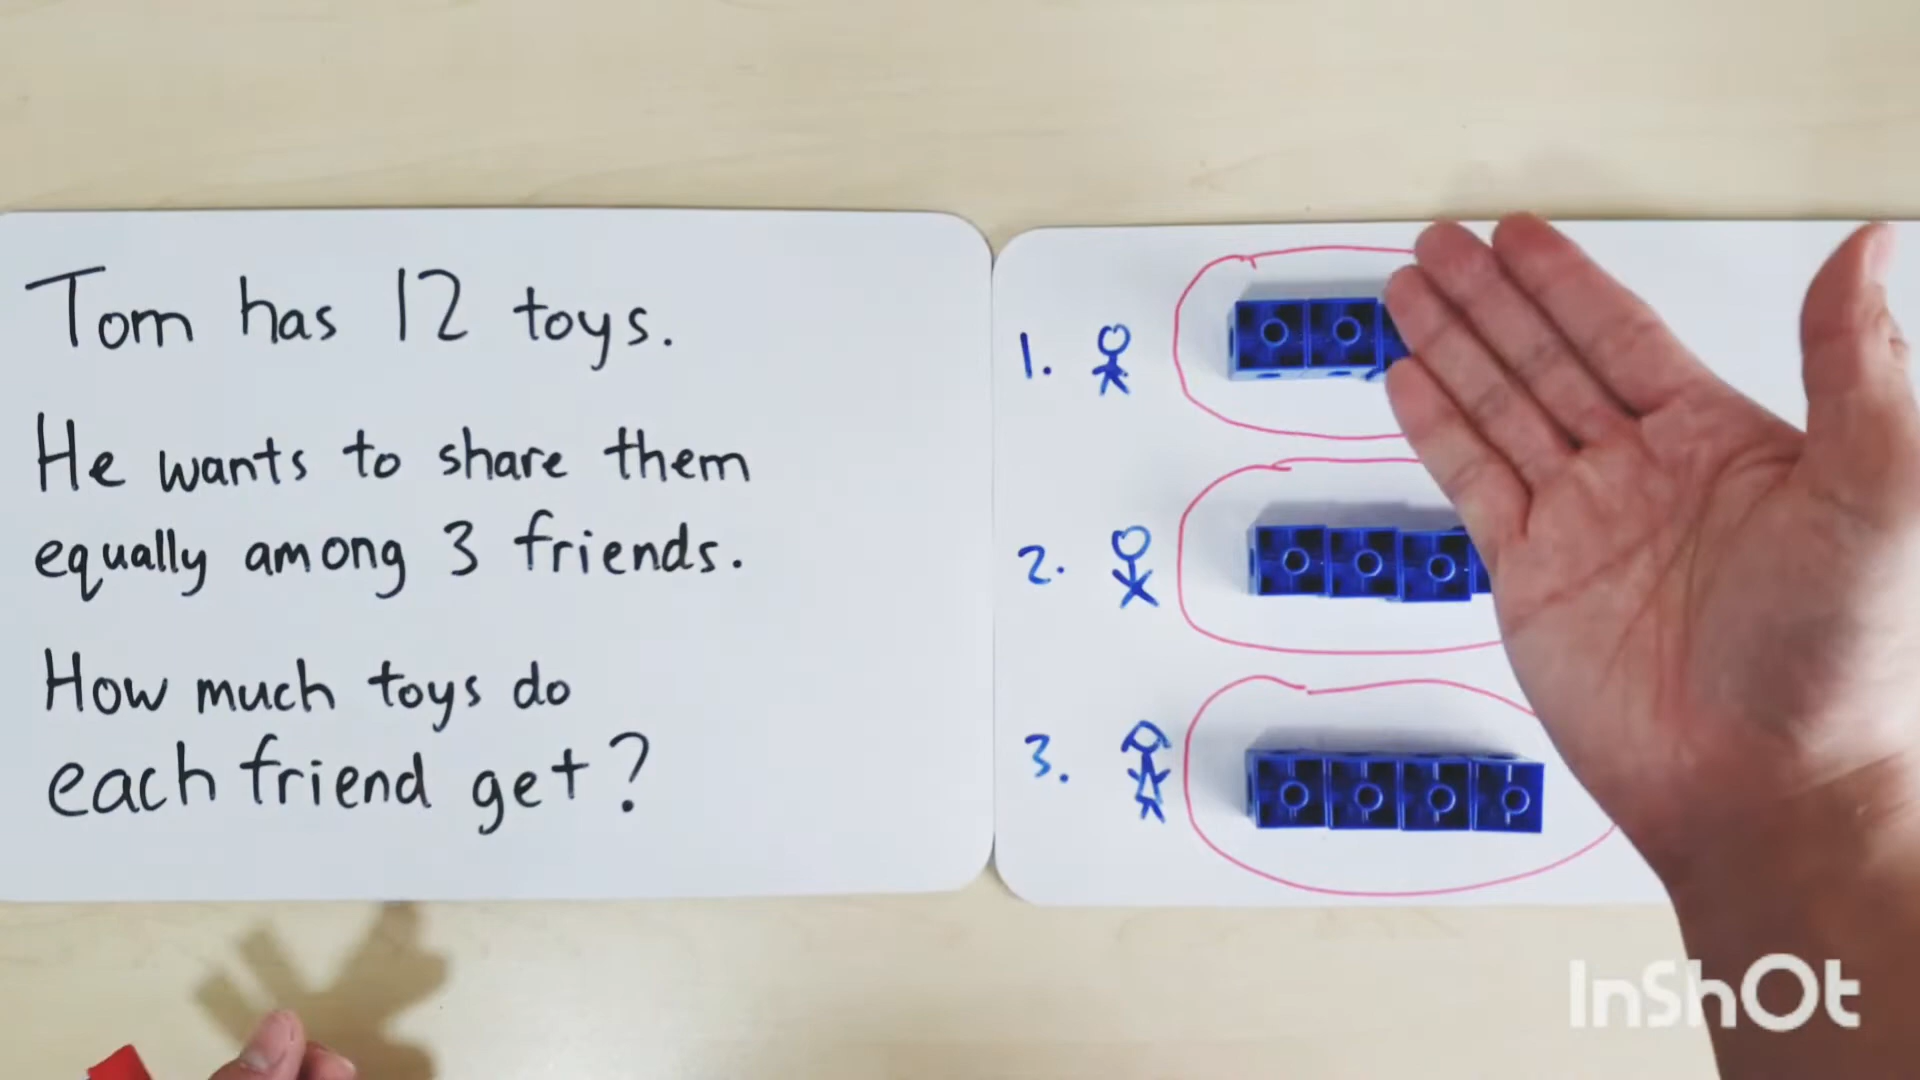 Tom has 12 toys.
He wants to share them
equally among 3 friends.
How much toys do
each friend get?
1.
2.
3.
InShOt